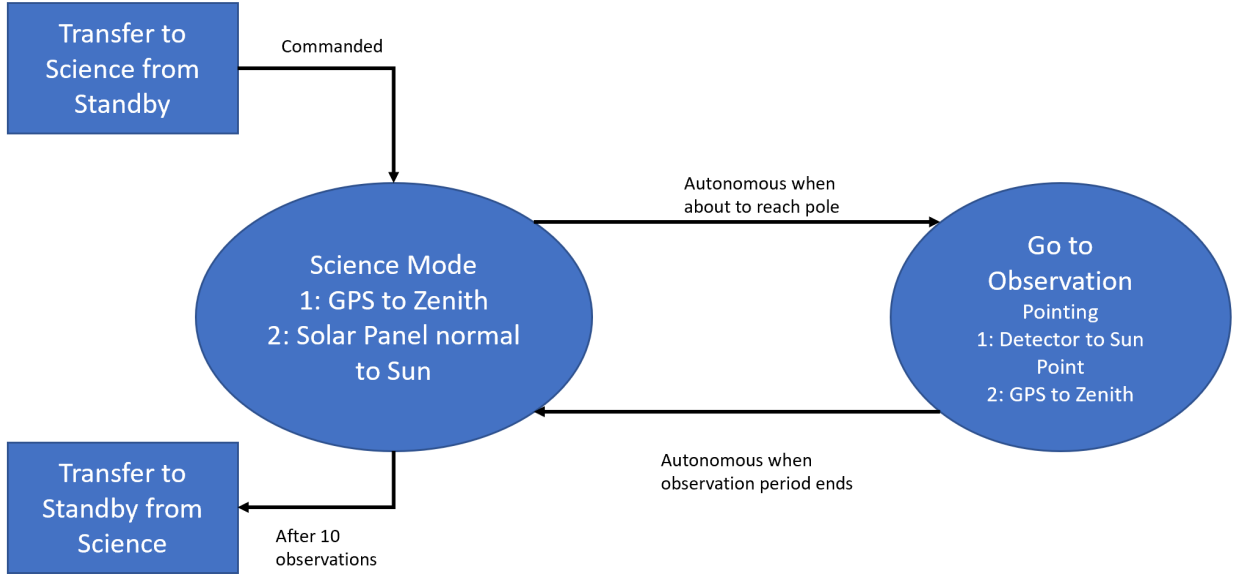 Transfer to
Science from
Standby
Commanded
Autonomous when
about to reach pole
Science Mode
1: GPS to Zenith
2: Solar Panel normal
to Sun
Go to
Observation
Pointing
1: Detector to Sun
Point
2: GPS to Zenith
Autonomous when
observation period ends
Transfer to
Standby from
Science
After 10
observations